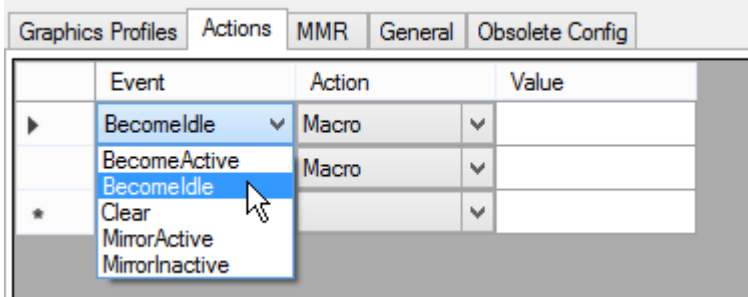 Graphics Profiles Actions MMR General Obsolete Config
Event Action Value
BecomeIdle Macro
BecomeActive Macro
BecomeIdle
Clear
MirrorActive
MirrorInactive